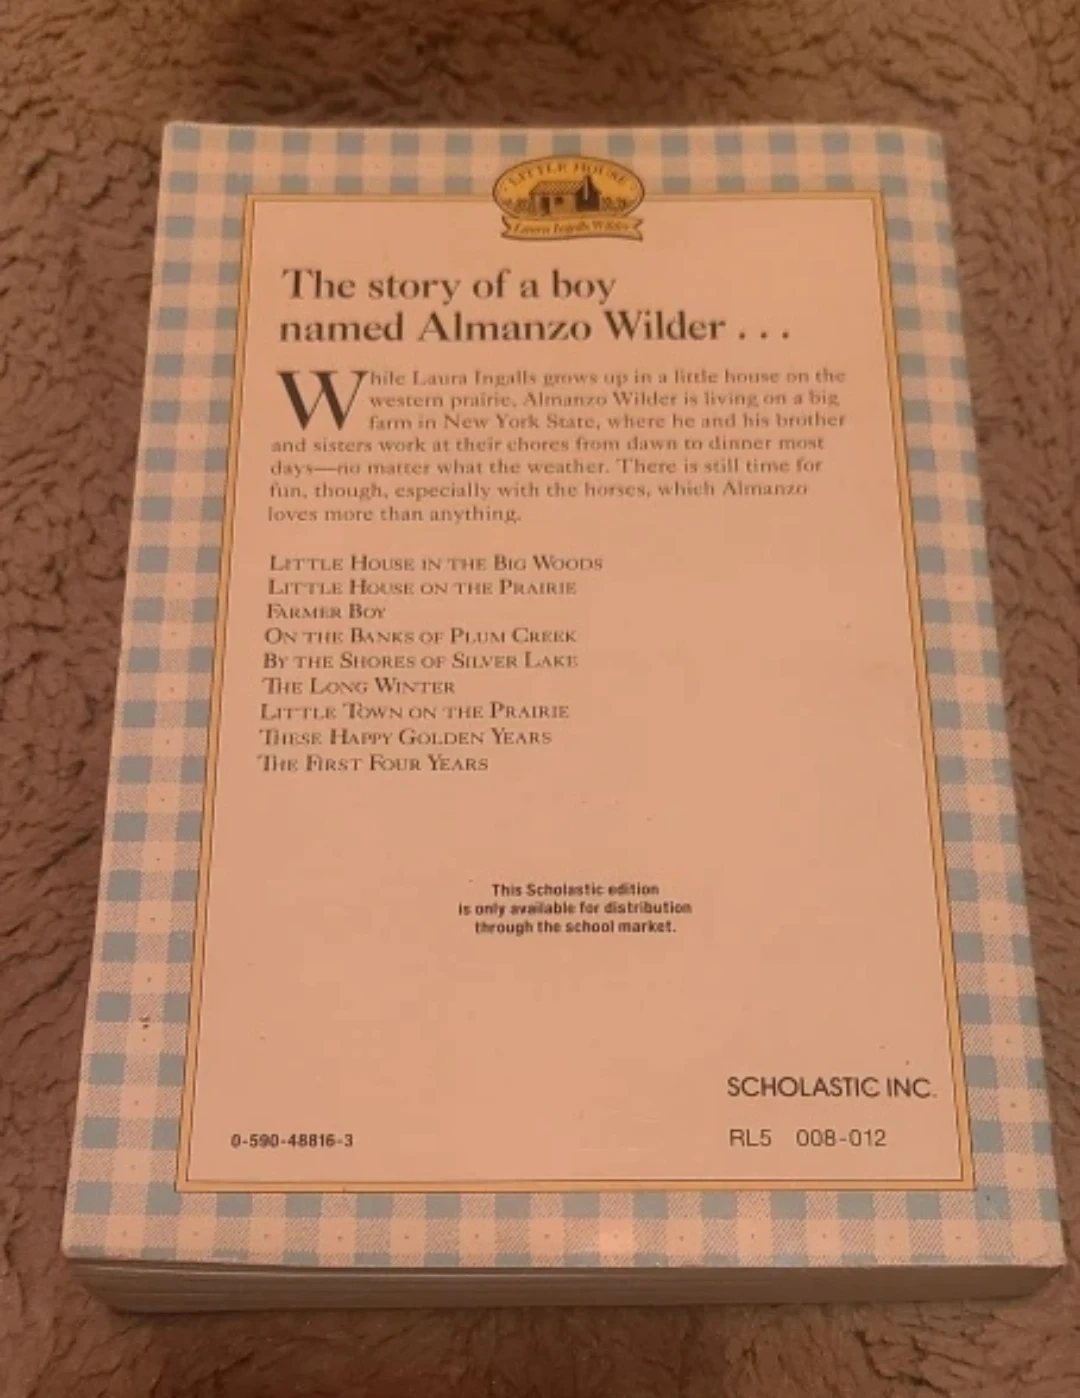 LITTLE HOUSE
Laura Ingalls Wilder
The story of a boy
named Almanzo Wilder . . .
While Laura Ingalls grows up in a little house on the
western prairie, Almanzo Wilder is living on a big
farm in New York State, where he and his brother
and sisters work at their chores from dawn to dinner most
days—no matter what the weather. There is still time for
fun, though, especially with the horses, which Almanzo
loves more than anything.
LITTLE HOUSE IN THE BIG WOODS
LITTLE HOUSE ON THE PRAIRIE
FARMER BOY
ON THE BANKS OF PLUM CREEK
BY THE SHORES OF SILVER LAKE
THE LONG WINTER
LITTLE TOWN ON THE PRAIRIE
THESE HAPPY GOLDEN YEARS
THE FIRST FOUR YEARS
This Scholastic edition
is only available for distribution
through the school market.
SCHOLASTIC INC.
0-590-48816-3
RL5 008-012